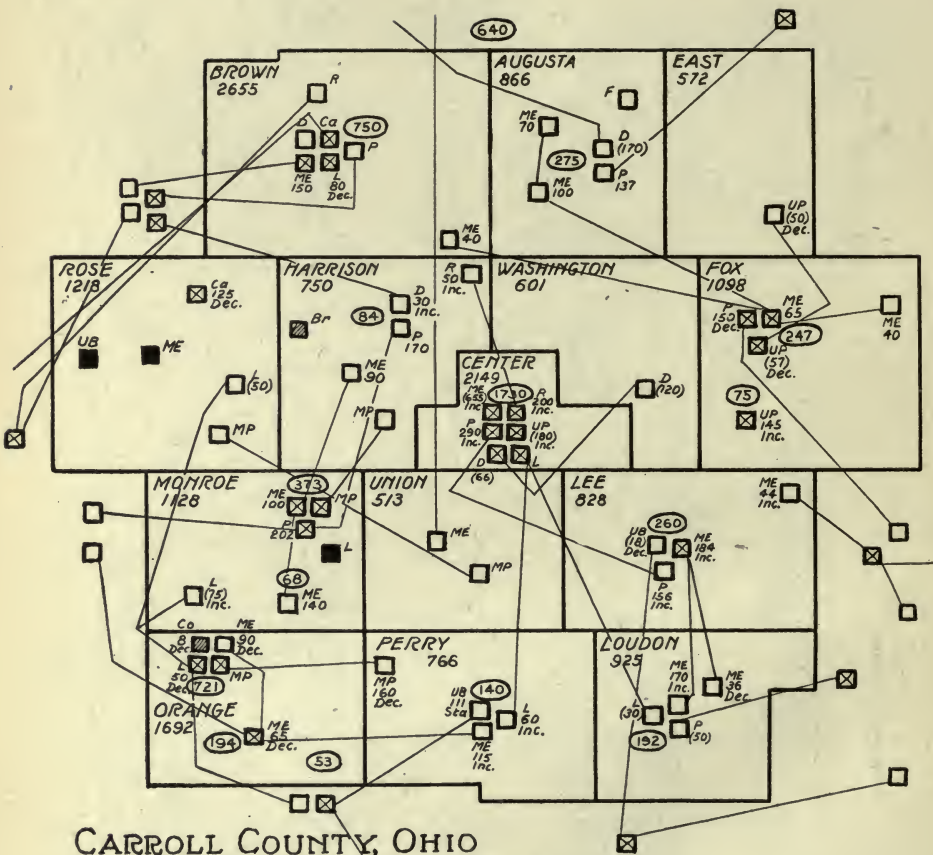 640
BROWN
2655
R
D
Ca
750
P
ME
150
L
80
Dec.
ME
40
AUGUSTA
866
F
ME
70
D
(170)
275
P
137
ME
100
EAST
572
UP
(50)
Dec.
ROSE
1218
Ca
125
Dec.
UB
ME
L
(50)
MP
HARRISON
750
R
50
Inc.
D
30
Inc.
Br
84
P
170
ME
90
MP
WASHINGTON
601
D
(120)
CENTER
2149
ME
(655)
Inc
1730
R
200
Inc.
P
290
Inc.
UP
(180)
Inc.
D
(66)
L
FOX
1098
P
150
Dec.
ME
65
247
UP
(57)
Dec.
ME
40
75
UP
145
Inc.
MONROE
1128
373
ME
100
MP
P
202
L
68
ME
140
L
(75)
Inc.
UNION
513
ME
MP
LEE
828
ME
44
Inc.
260
UB
(18)
Dec.
ME
184
Inc.
P
156
Inc.
Co
8
Dec
ME
90
Dec.
L
50
Dec
MP
721
ORANGE
1692
194
ME
65
Dec.
53
PERRY
766
MP
160
Dec.
UB
111
Sta
140
L
60
Inc.
ME
115
Inc.
LOUDON
925
ME
170
Inc.
ME
36
Dec.
L
(30)
P
(50)
192
CARROLL COUNTY, OHIO